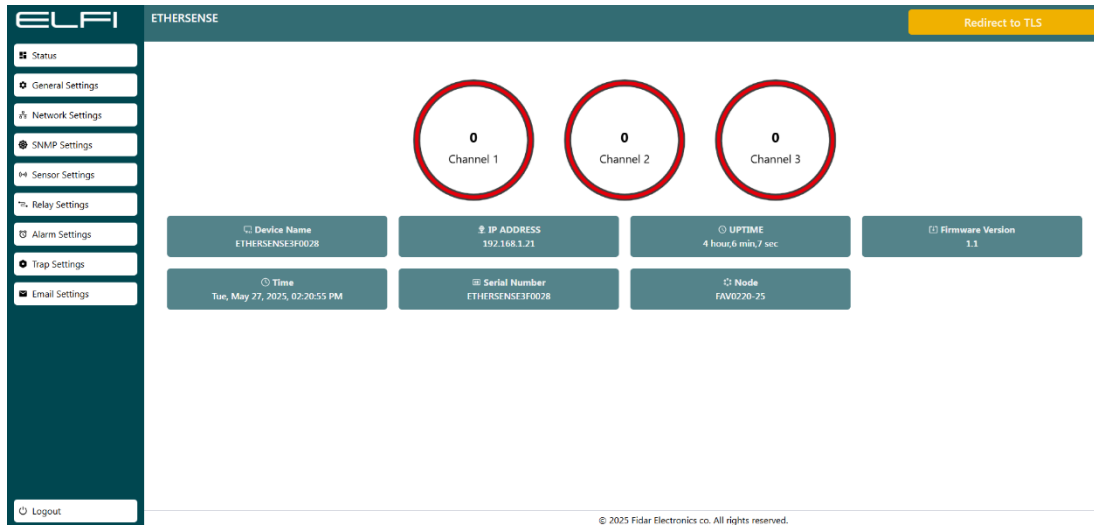 ELFI
ETHERSENSE
Redirect to TLS
Status
General Settings
Network Settings
SNMP Settings
Sensor Settings
Relay Settings
Alarm Settings
Trap Settings
Email Settings
Logout
0
Channel 1
0
Channel 2
0
Channel 3
Device Name
ETHERSENSE3F0028
IP ADDRESS
192.168.1.21
UPTIME
4 hour,6 min,7 sec
Firmware Version
1.1
Time
Tue, May 27, 2025, 02:20:55 PM
Serial Number
ETHERSENSE3F0028
Node
FAV0220-25
© 2025 Fidar Electronics co. All rights reserved.